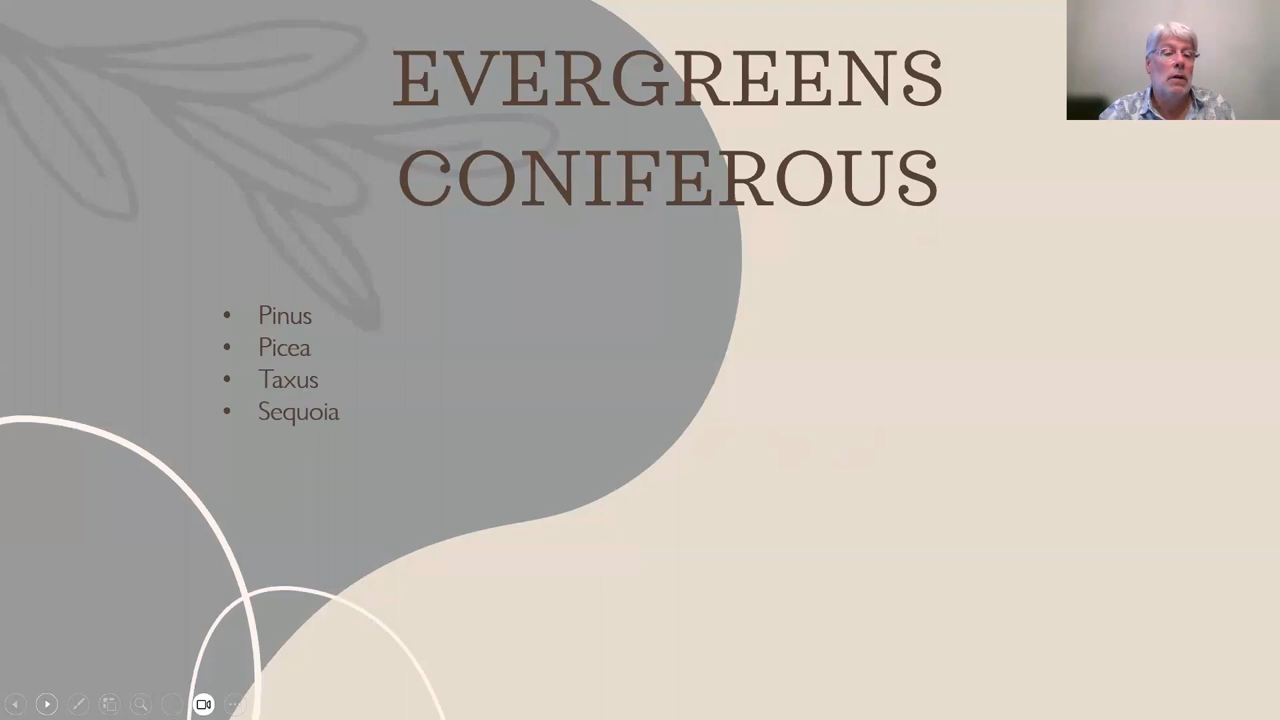 EVERGREENS
CONIFEROUS
• Pinus
• Picea
• Taxus
• Sequoia